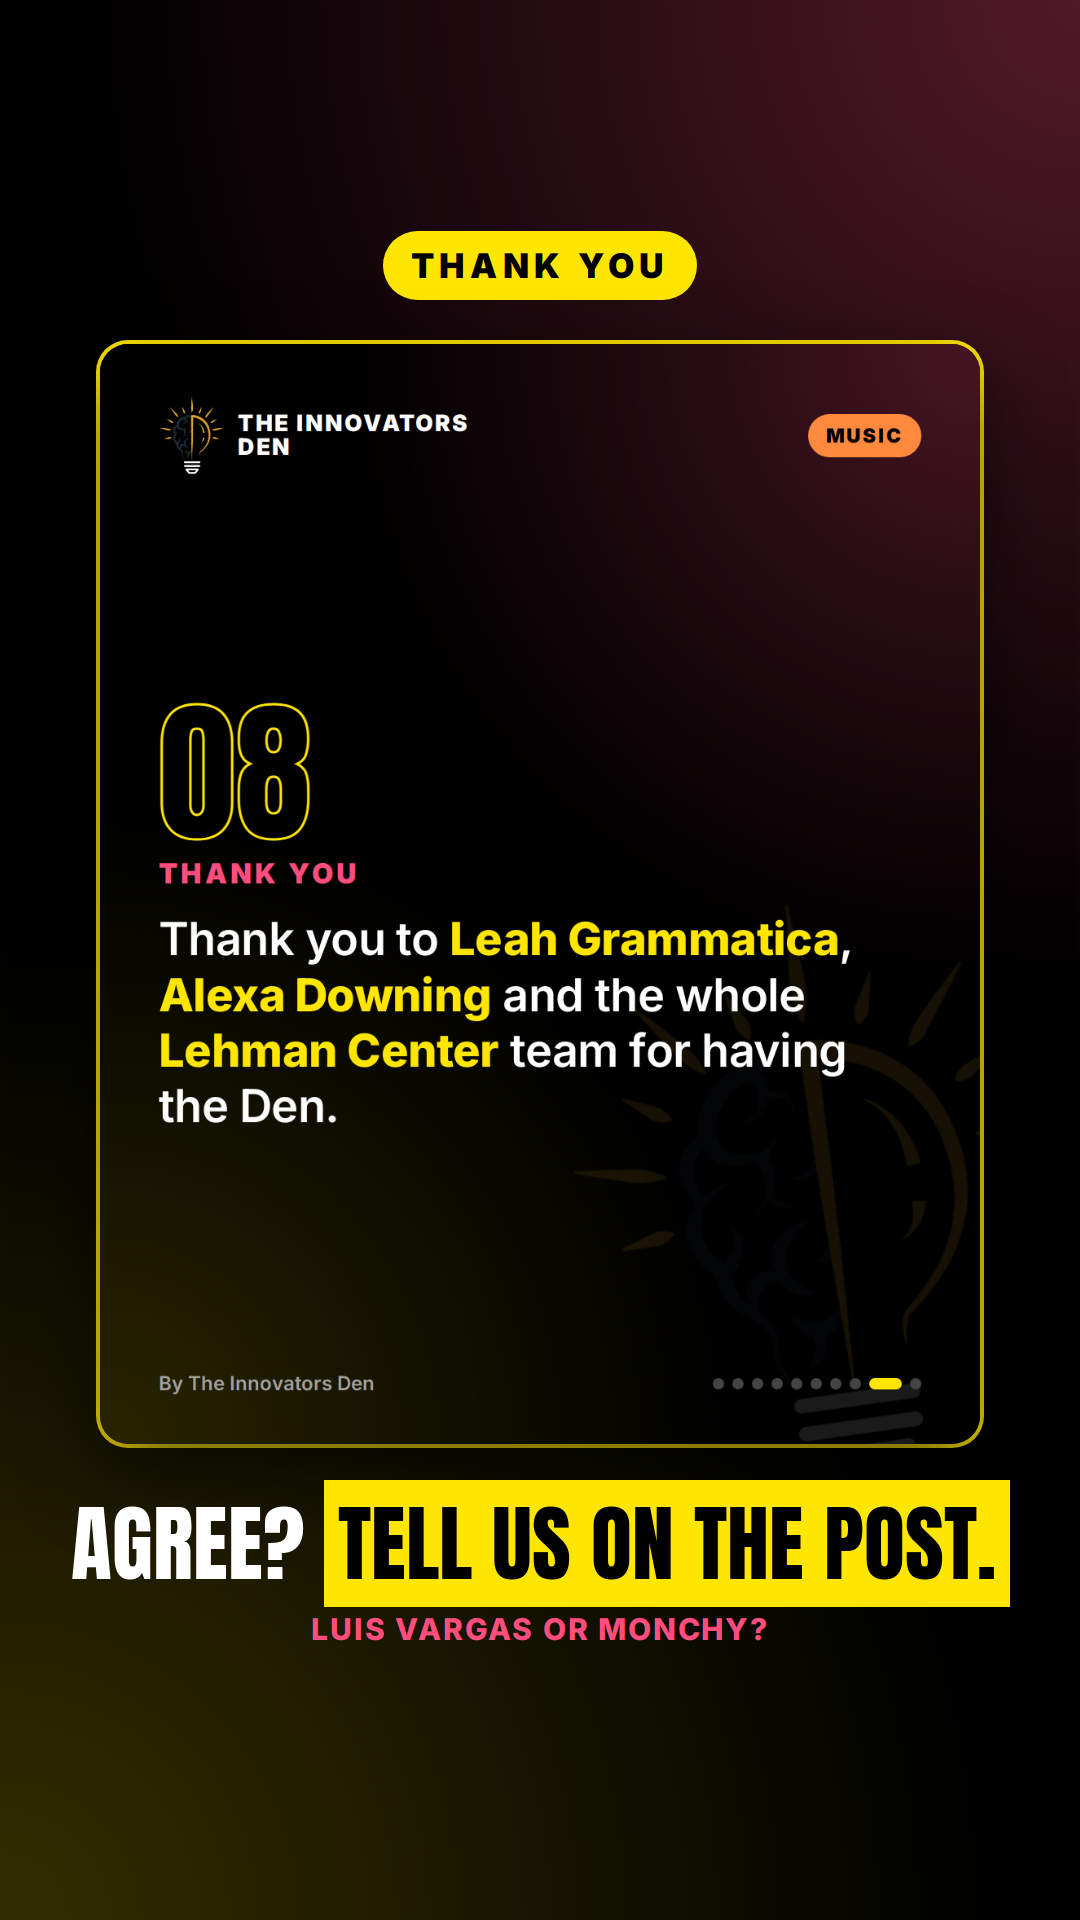 THANK YOU
THE INNOVATORS
DEN
MUSIC
08
THANK YOU
Thank you to Leah Grammatica,
Alexa Downing and the whole
Lehman Center team for having
the Den.
By The Innovators Den
AGREE? TELL US ON THE POST.
LUIS VARGAS OR MONCHY?